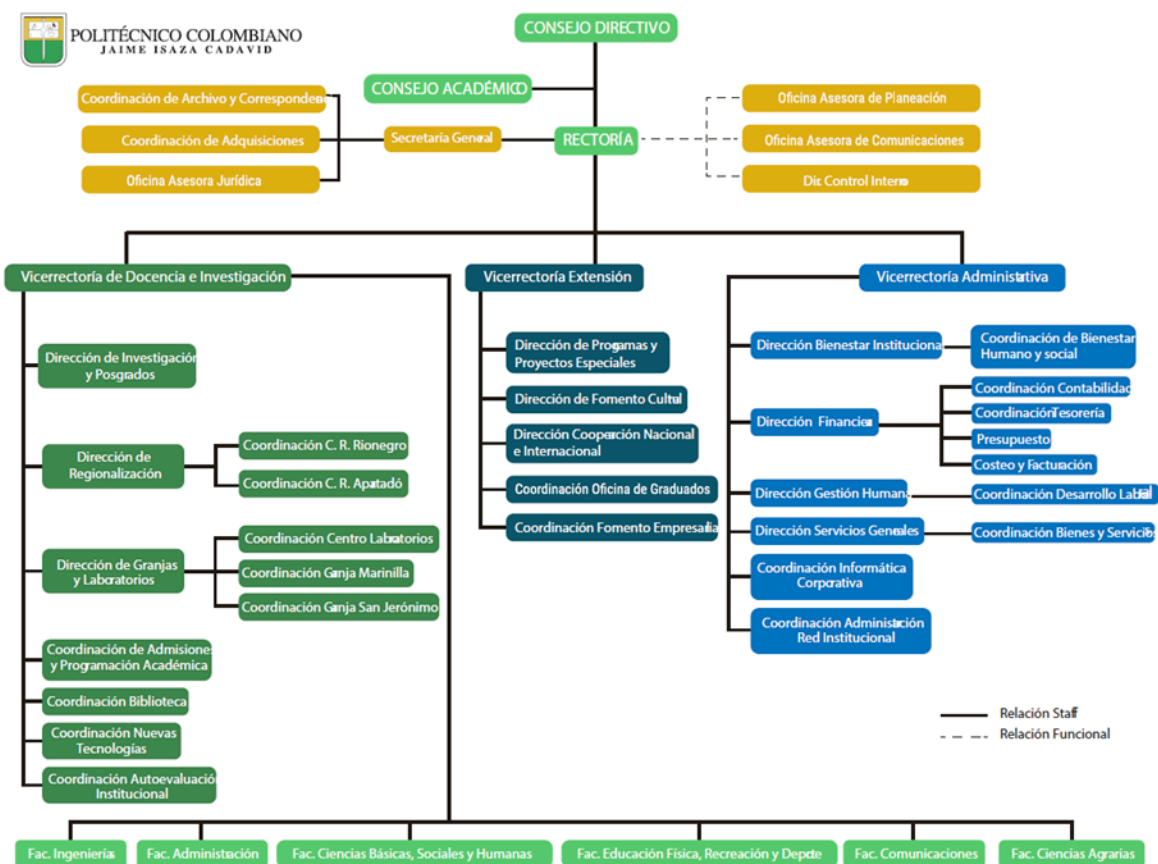 POLITÉCNICO COLOMBIANO
JAIME ISAZA CADAVID
CONSEJO DIRECTIVO
CONSEJO ACADÉMICO
Coordinación de Archivo y Correspondencia
Coordinación de Adquisiciones
Oficina Asesora Jurídica
Secretaría General
RECTORÍA
Oficina Asesora de Planeación
Oficina Asesora de Comunicaciones
Dir. Control Interno
Vicerrectoría de Docencia e Investigación
Vicerrectoría Extensión
Vicerrectoría Administrativa
Dirección de Investigación
y Posgrados
Dirección de
Regionalización
Coordinación C. R. Rionegro
Coordinación C. R. Apartadó
Dirección de Granjas
y Laboratorios
Coordinación Centro Laboratorios
Coordinación Granja Marinilla
Coordinación Granja San Jerónimo
Coordinación de Admisiones
y Programación Académica
Coordinación Biblioteca
Coordinación Nuevas
Tecnologías
Coordinación Autoevaluación
Institucional
Dirección de Programas y
Proyectos Especiales
Dirección de Fomento Cultural
Dirección Cooperación Nacional
e Internacional
Coordinación Oficina de Graduados
Coordinación Fomento Empresarial
Dirección Bienestar Institucional
Coordinación de Bienestar
Humano y social
Dirección Financiera
Coordinación Contabilidad
Coordinación Tesorería
Presupuesto
Costeo y Facturación
Dirección Gestión Humana
Coordinación Desarrollo Laboral
Dirección Servicios Generales
Coordinación Bienes y Servicios
Coordinación Informática
Corporativa
Coordinación Administración
Red Institucional
Relación Staff
Relación Funcional
Fac. Ingenierías
Fac. Administración
Fac. Ciencias Básicas, Sociales y Humanas
Fac. Educación Física, Recreación y Deporte
Fac. Comunicaciones
Fac. Ciencias Agrarias